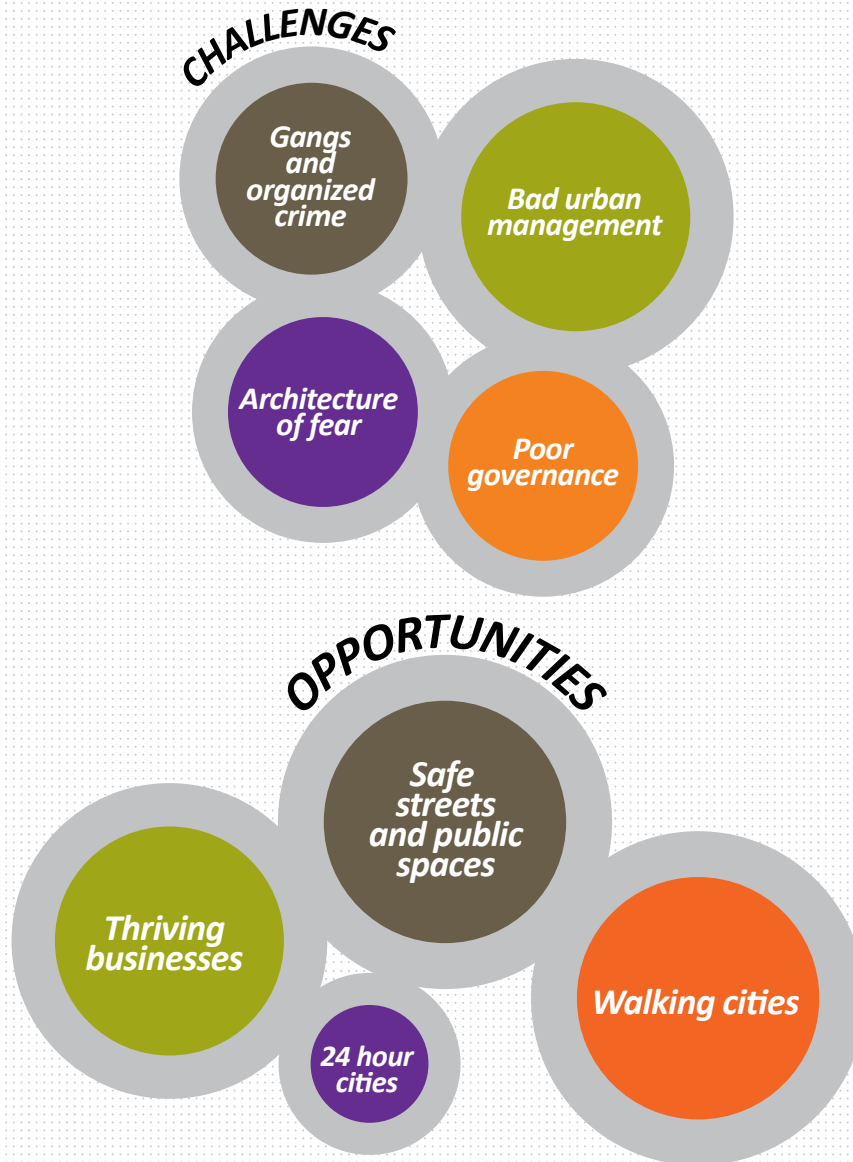 CHALLENGES
Gangs
and
organized
crime
Bad urban
management
Architecture
of fear
Poor
governance
OPPORTUNITIES
Safe
streets
and public
spaces
Thriving
businesses
Walking cities
24 hour
cities